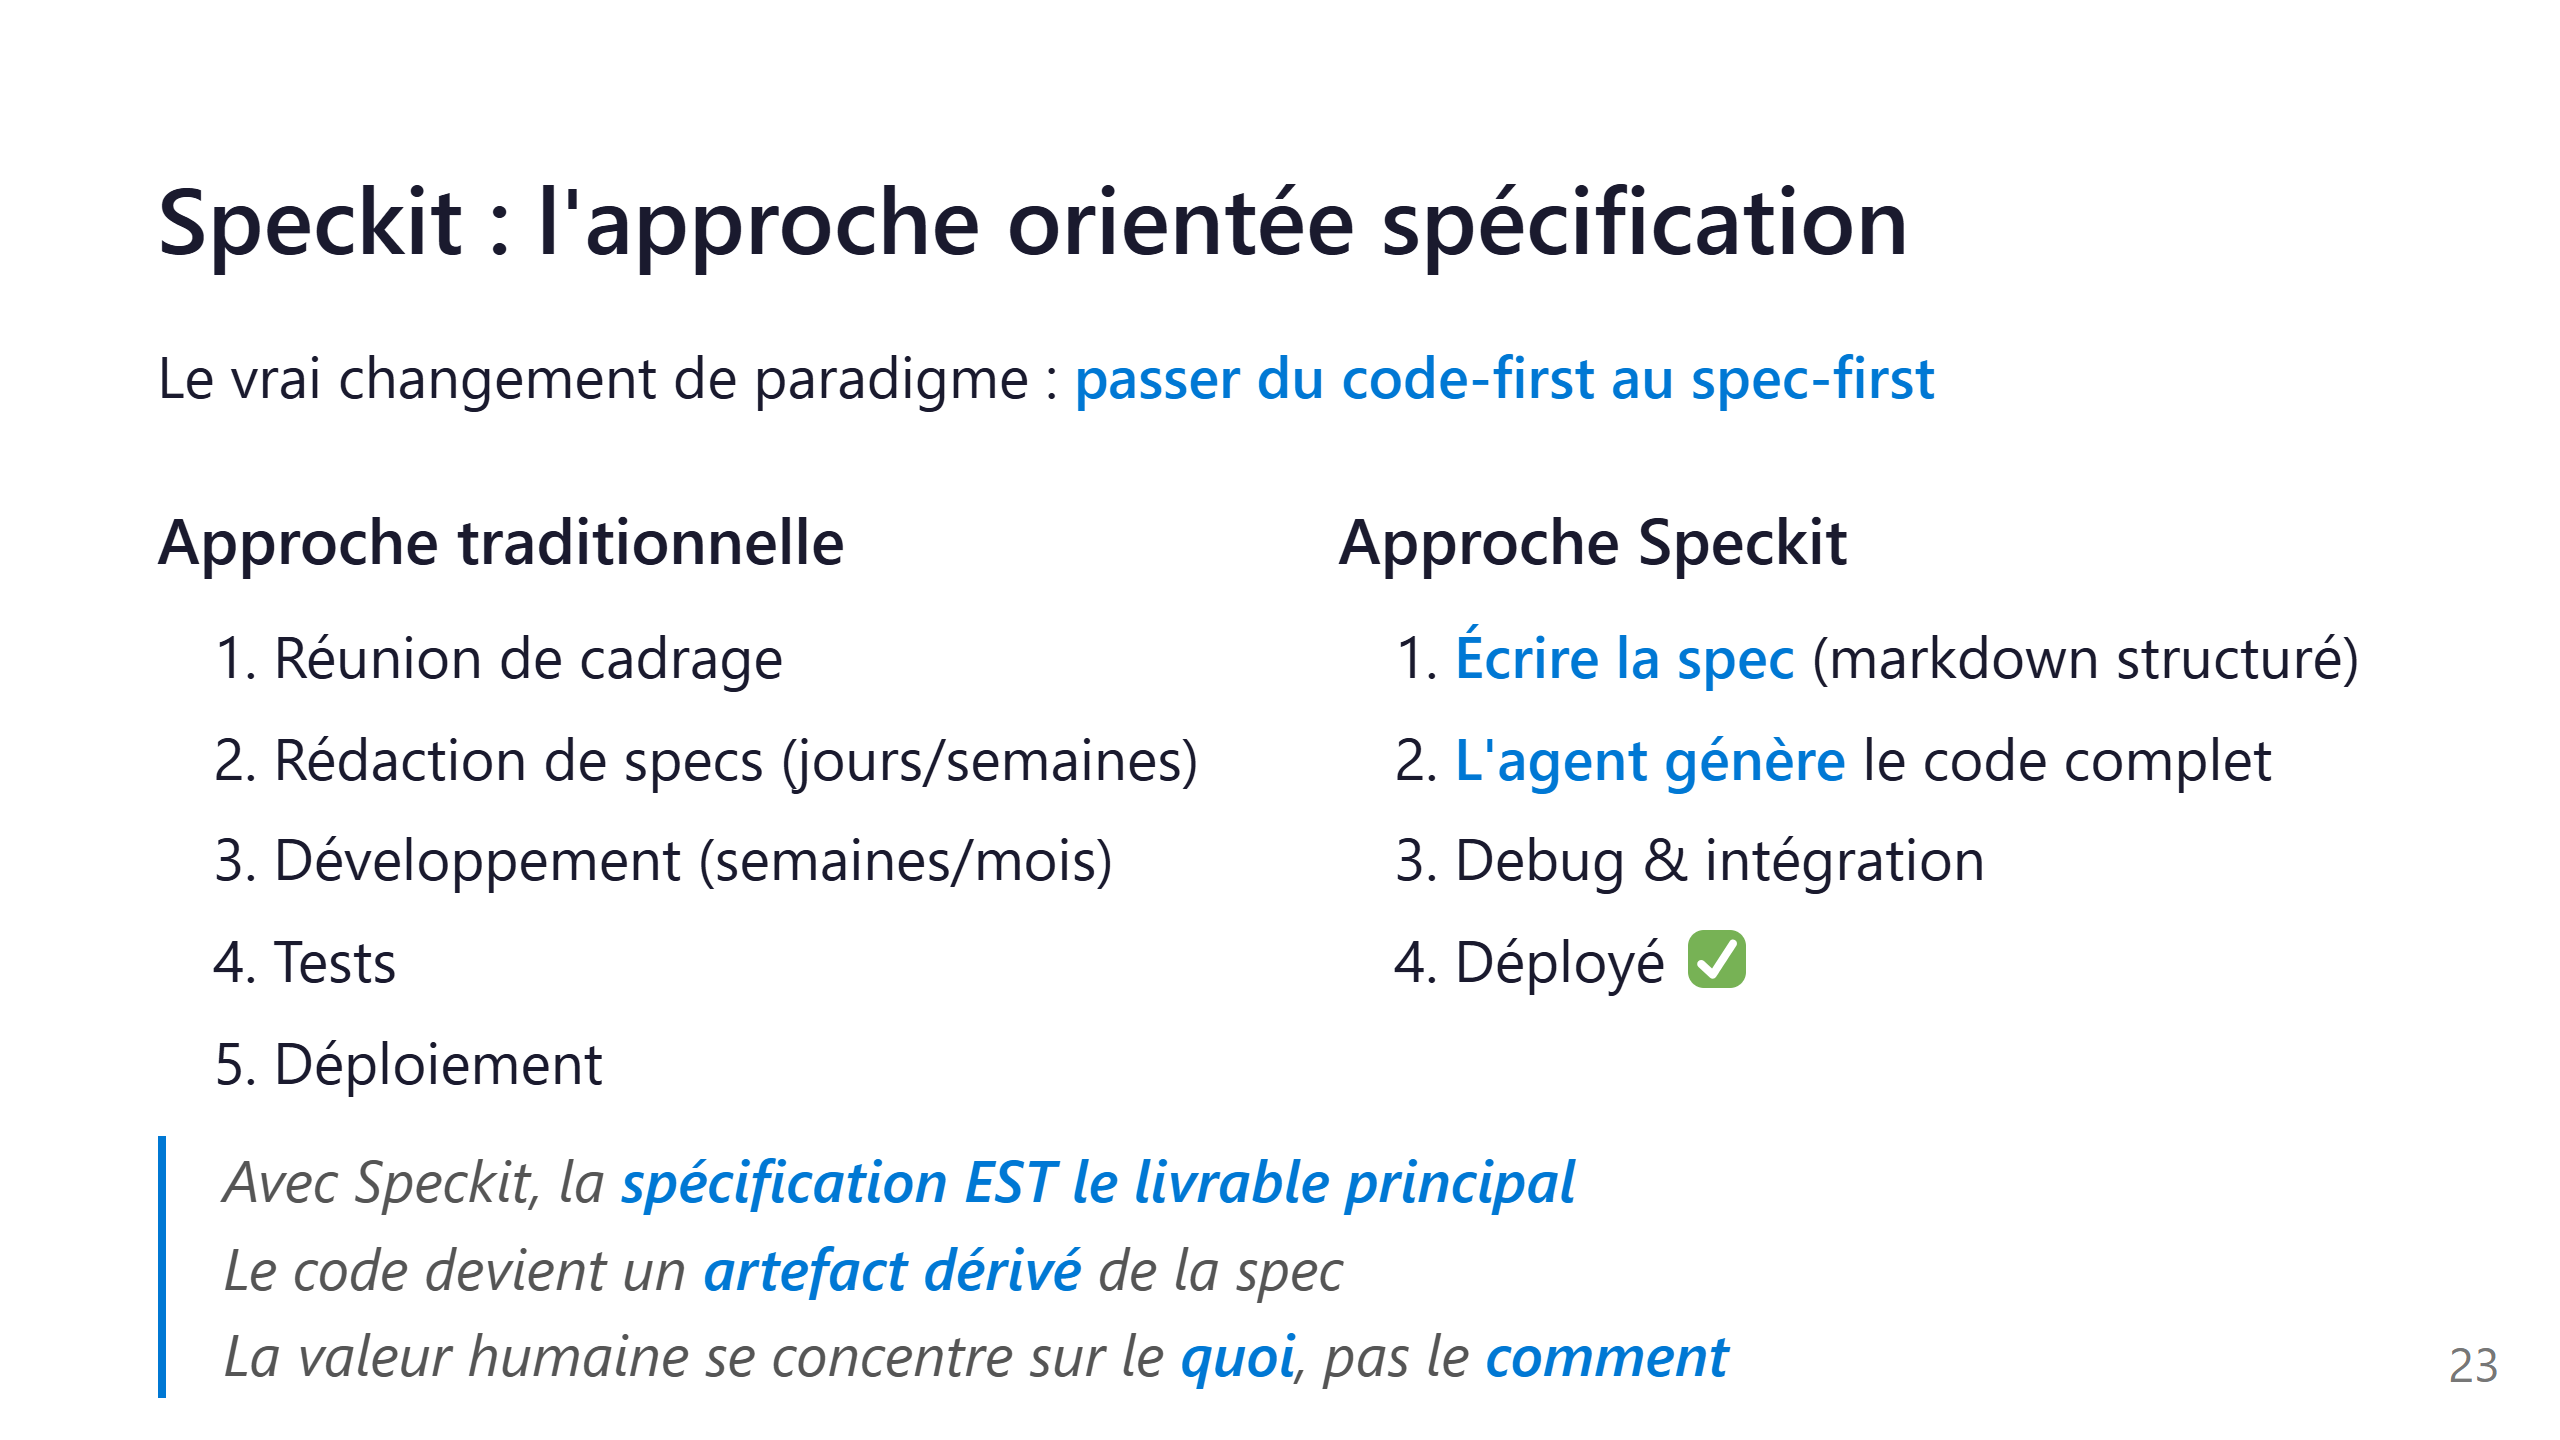 Speckit : l'approche orientée spécification
Le vrai changement de paradigme : passer du code-first au spec-first
Approche traditionnelle
1. Réunion de cadrage
2. Rédaction de specs (jours/semaines)
3. Développement (semaines/mois)
4. Tests
5. Déploiement
Approche Speckit
1. Écrire la spec (markdown structuré)
2. L'agent génère le code complet
3. Debug & intégration
4. Déployé ✅
Avec Speckit, la spécification EST le livrable principal
Le code devient un artefact dérivé de la spec
La valeur humaine se concentre sur le quoi, pas le comment
23